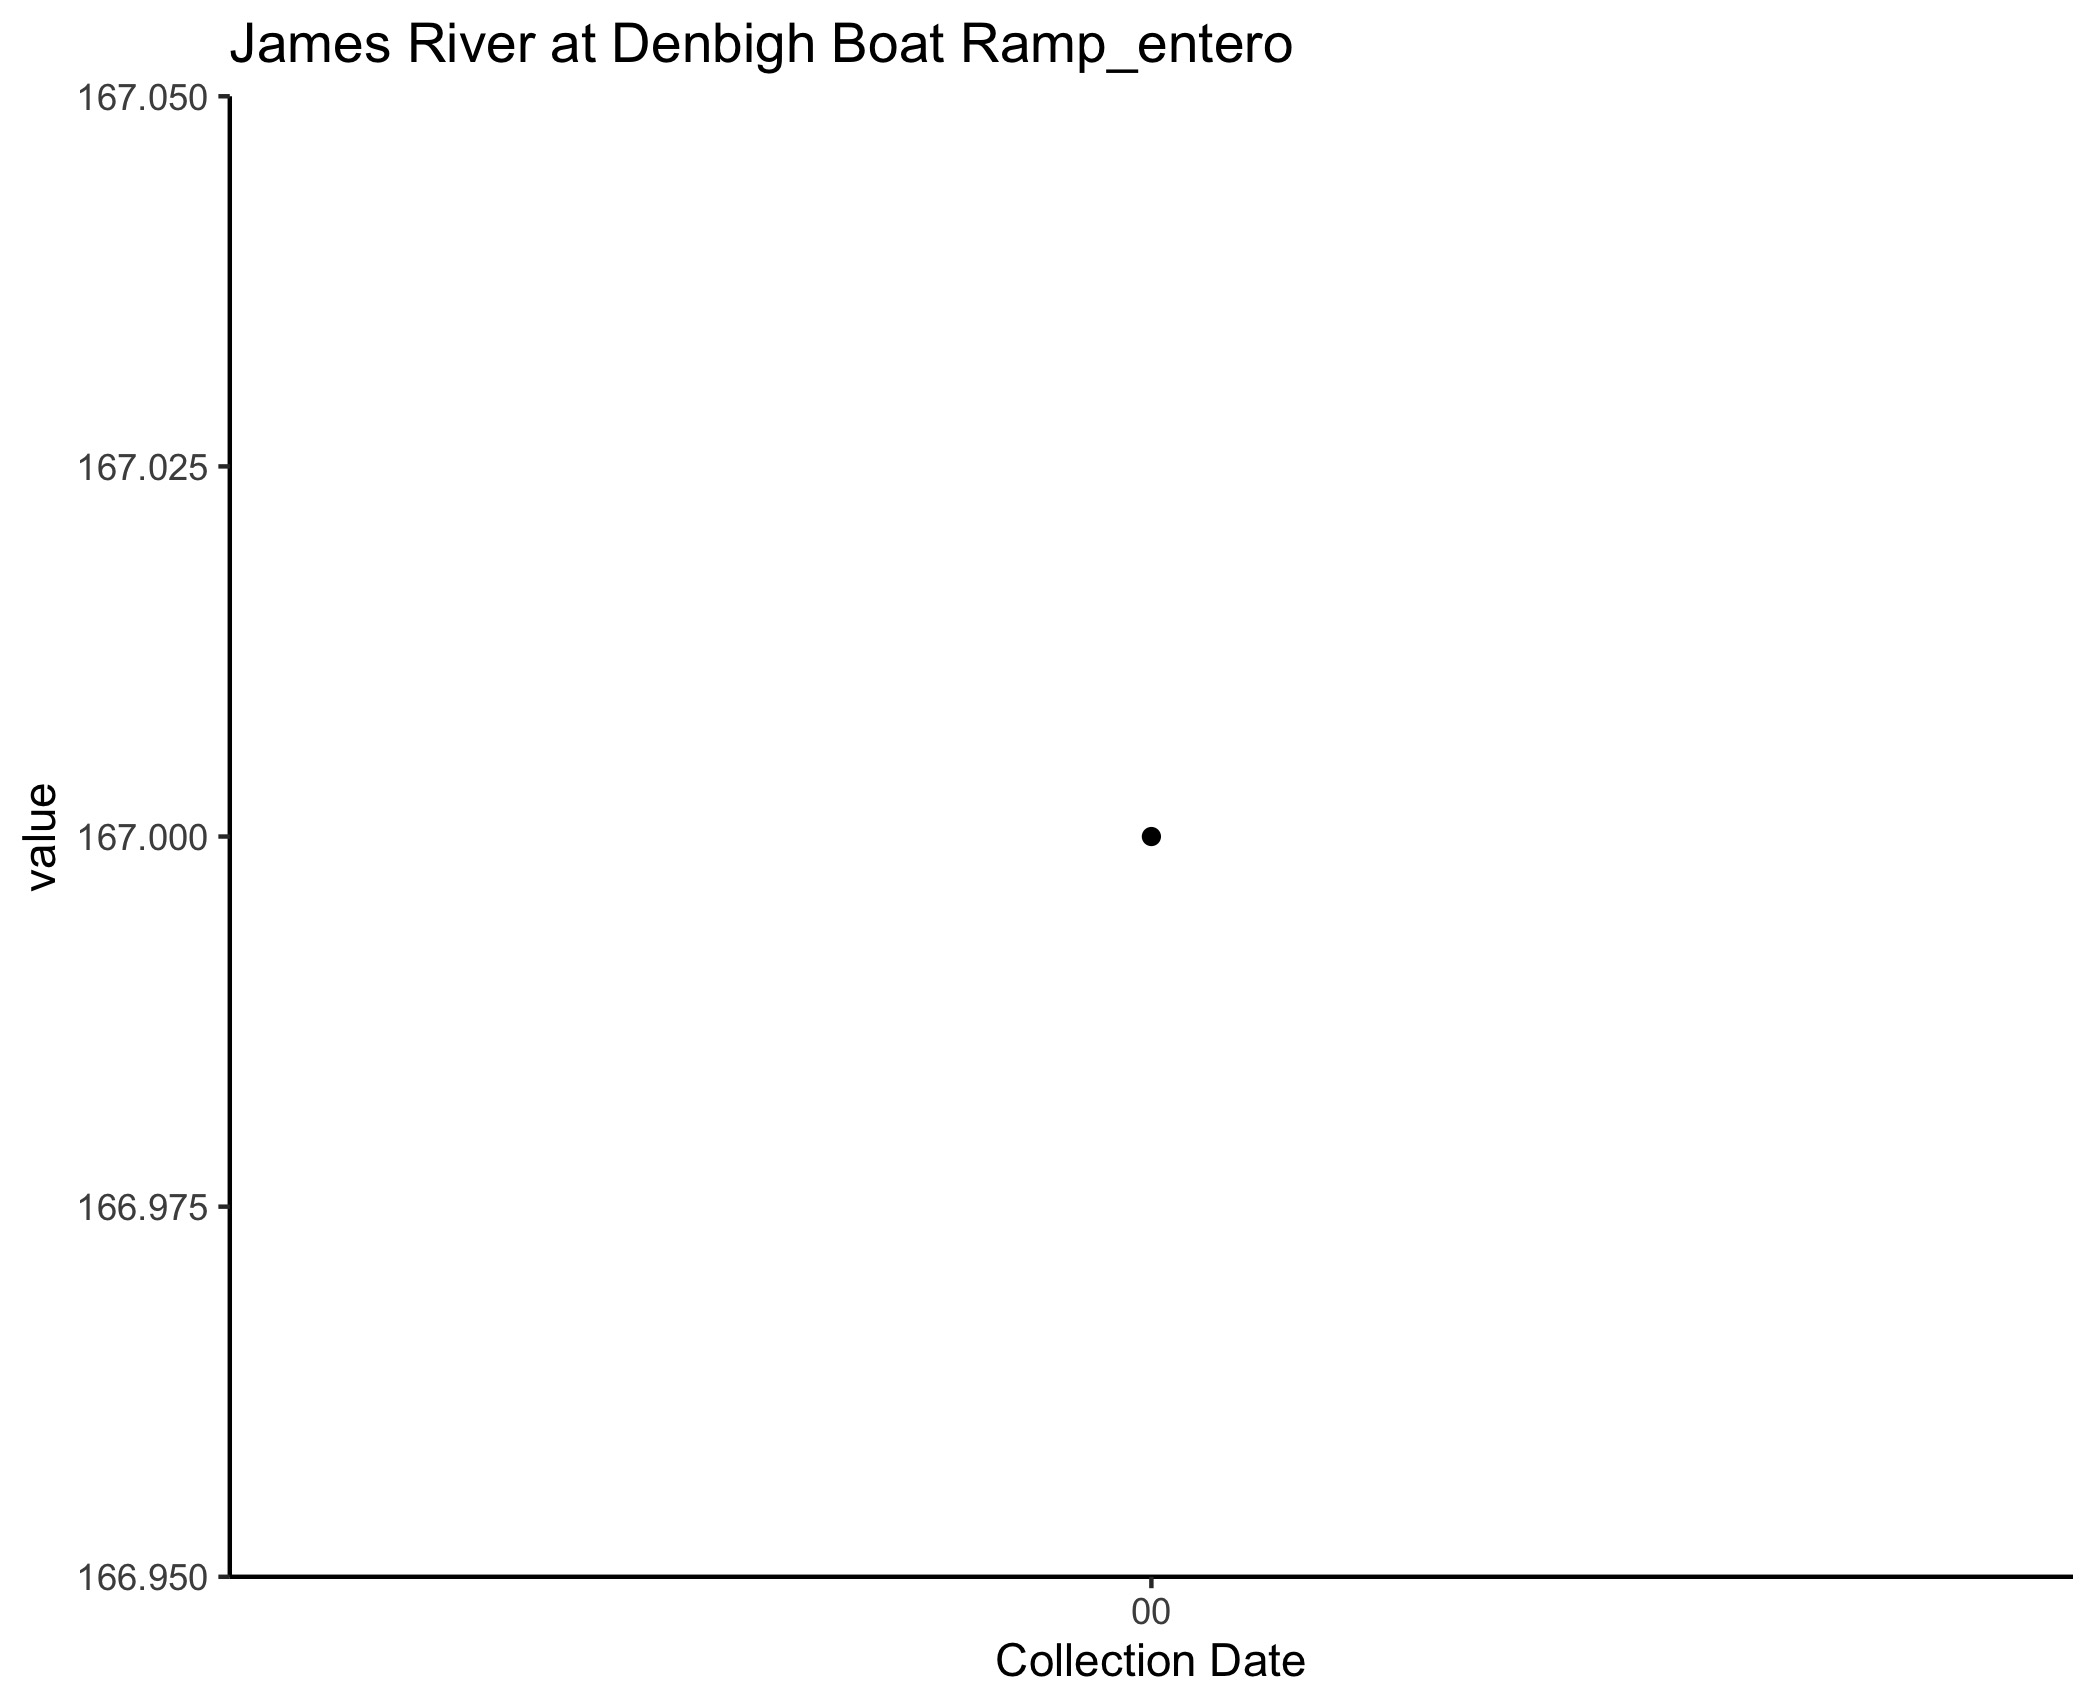 James River at Denbigh Boat Ramp_entero
167.050
167.025
167.000
166.975
166.950
value
00
Collection Date